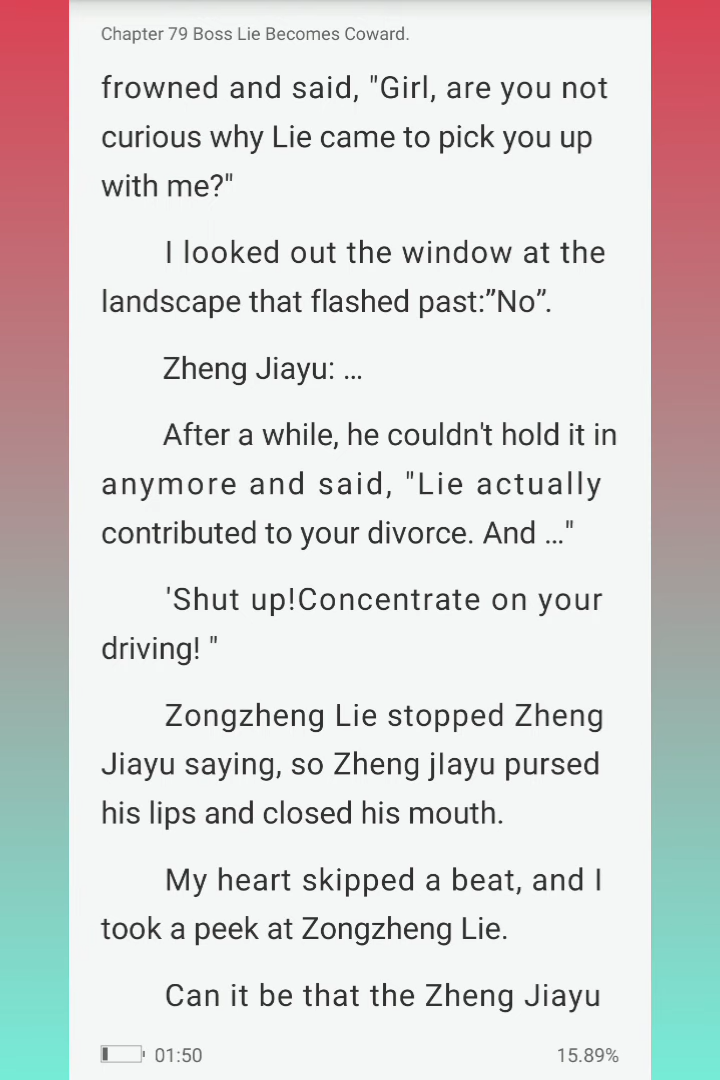 Chapter 79 Boss Lie Becomes Coward.
frowned and said, "Girl, are you not
curious why Lie came to pick you up
with me?"
I looked out the window at the
landscape that flashed past:”No”.
Zheng Jiayu: ...
After a while, he couldn't hold it in
anymore and said, "Lie actually
contributed to your divorce. And ..."
'Shut up!Concentrate on your
driving! "
Zongzheng Lie stopped Zheng
Jiayu saying, so Zheng jIayu pursed
his lips and closed his mouth.
My heart skipped a beat, and I
took a peek at Zongzheng Lie.
Can it be that the Zheng Jiayu
01:50 15.89%